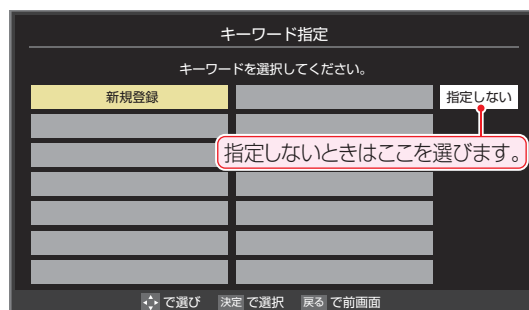 キーワード指定
キーワードを選択してください。
新規登録
指定しない
指定しないときはここを選びます。
で選び 決定 で選択 戻る で前画面